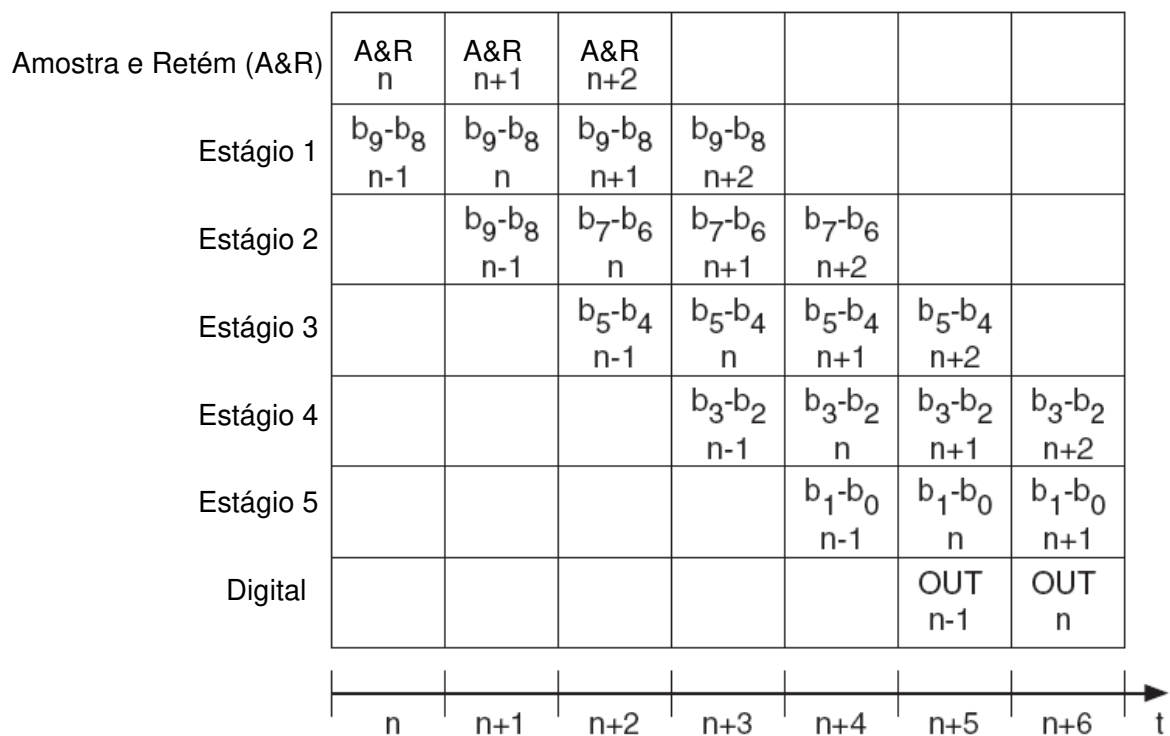 Amostra e Retém (A&R) A&R A&R A&R
n n+1 n+2
Estágio 1 b9-b8 b9-b8 b9-b8 b9-b8
n-1 n n+1 n+2
Estágio 2 b9-b8 b7-b6 b7-b6 b7-b6
n-1 n n+1 n+2
Estágio 3 b5-b4 b5-b4 b5-b4 b5-b4
n-1 n n+1 n+2
Estágio 4 b3-b2 b3-b2 b3-b2 b3-b2
n-1 n n+1 n+2
Estágio 5 b1-b0 b1-b0 b1-b0
n-1 n n+1
Digital OUT OUT
n-1 n
n n+1 n+2 n+3 n+4 n+5 n+6 t